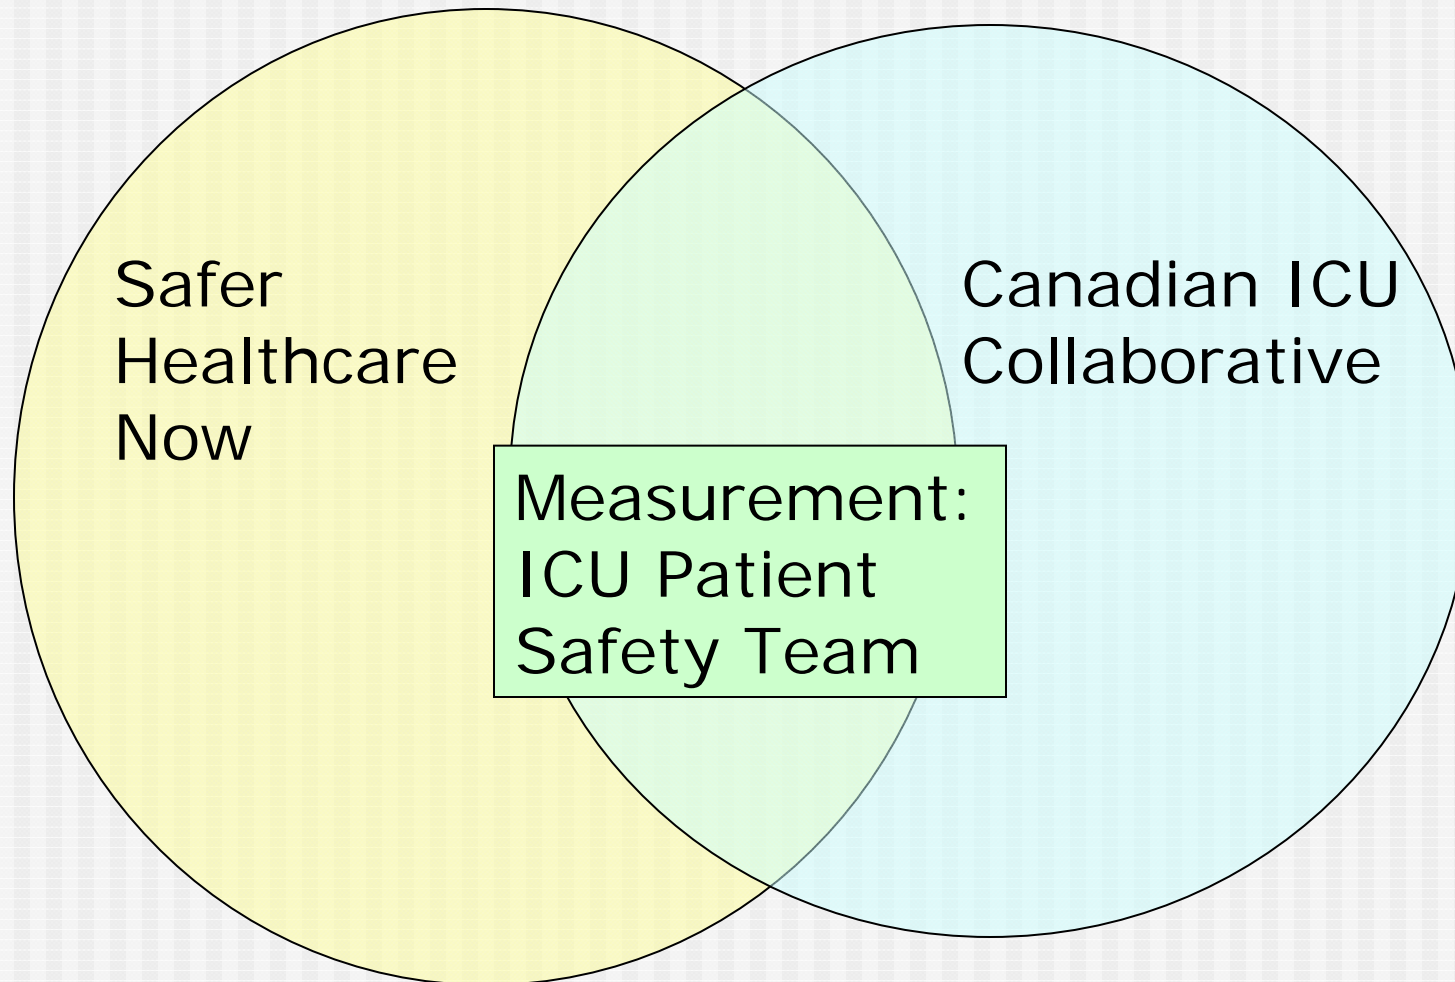 Safer
Healthcare
Now
Canadian ICU
Collaborative
Measurement:
ICU Patient
Safety Team